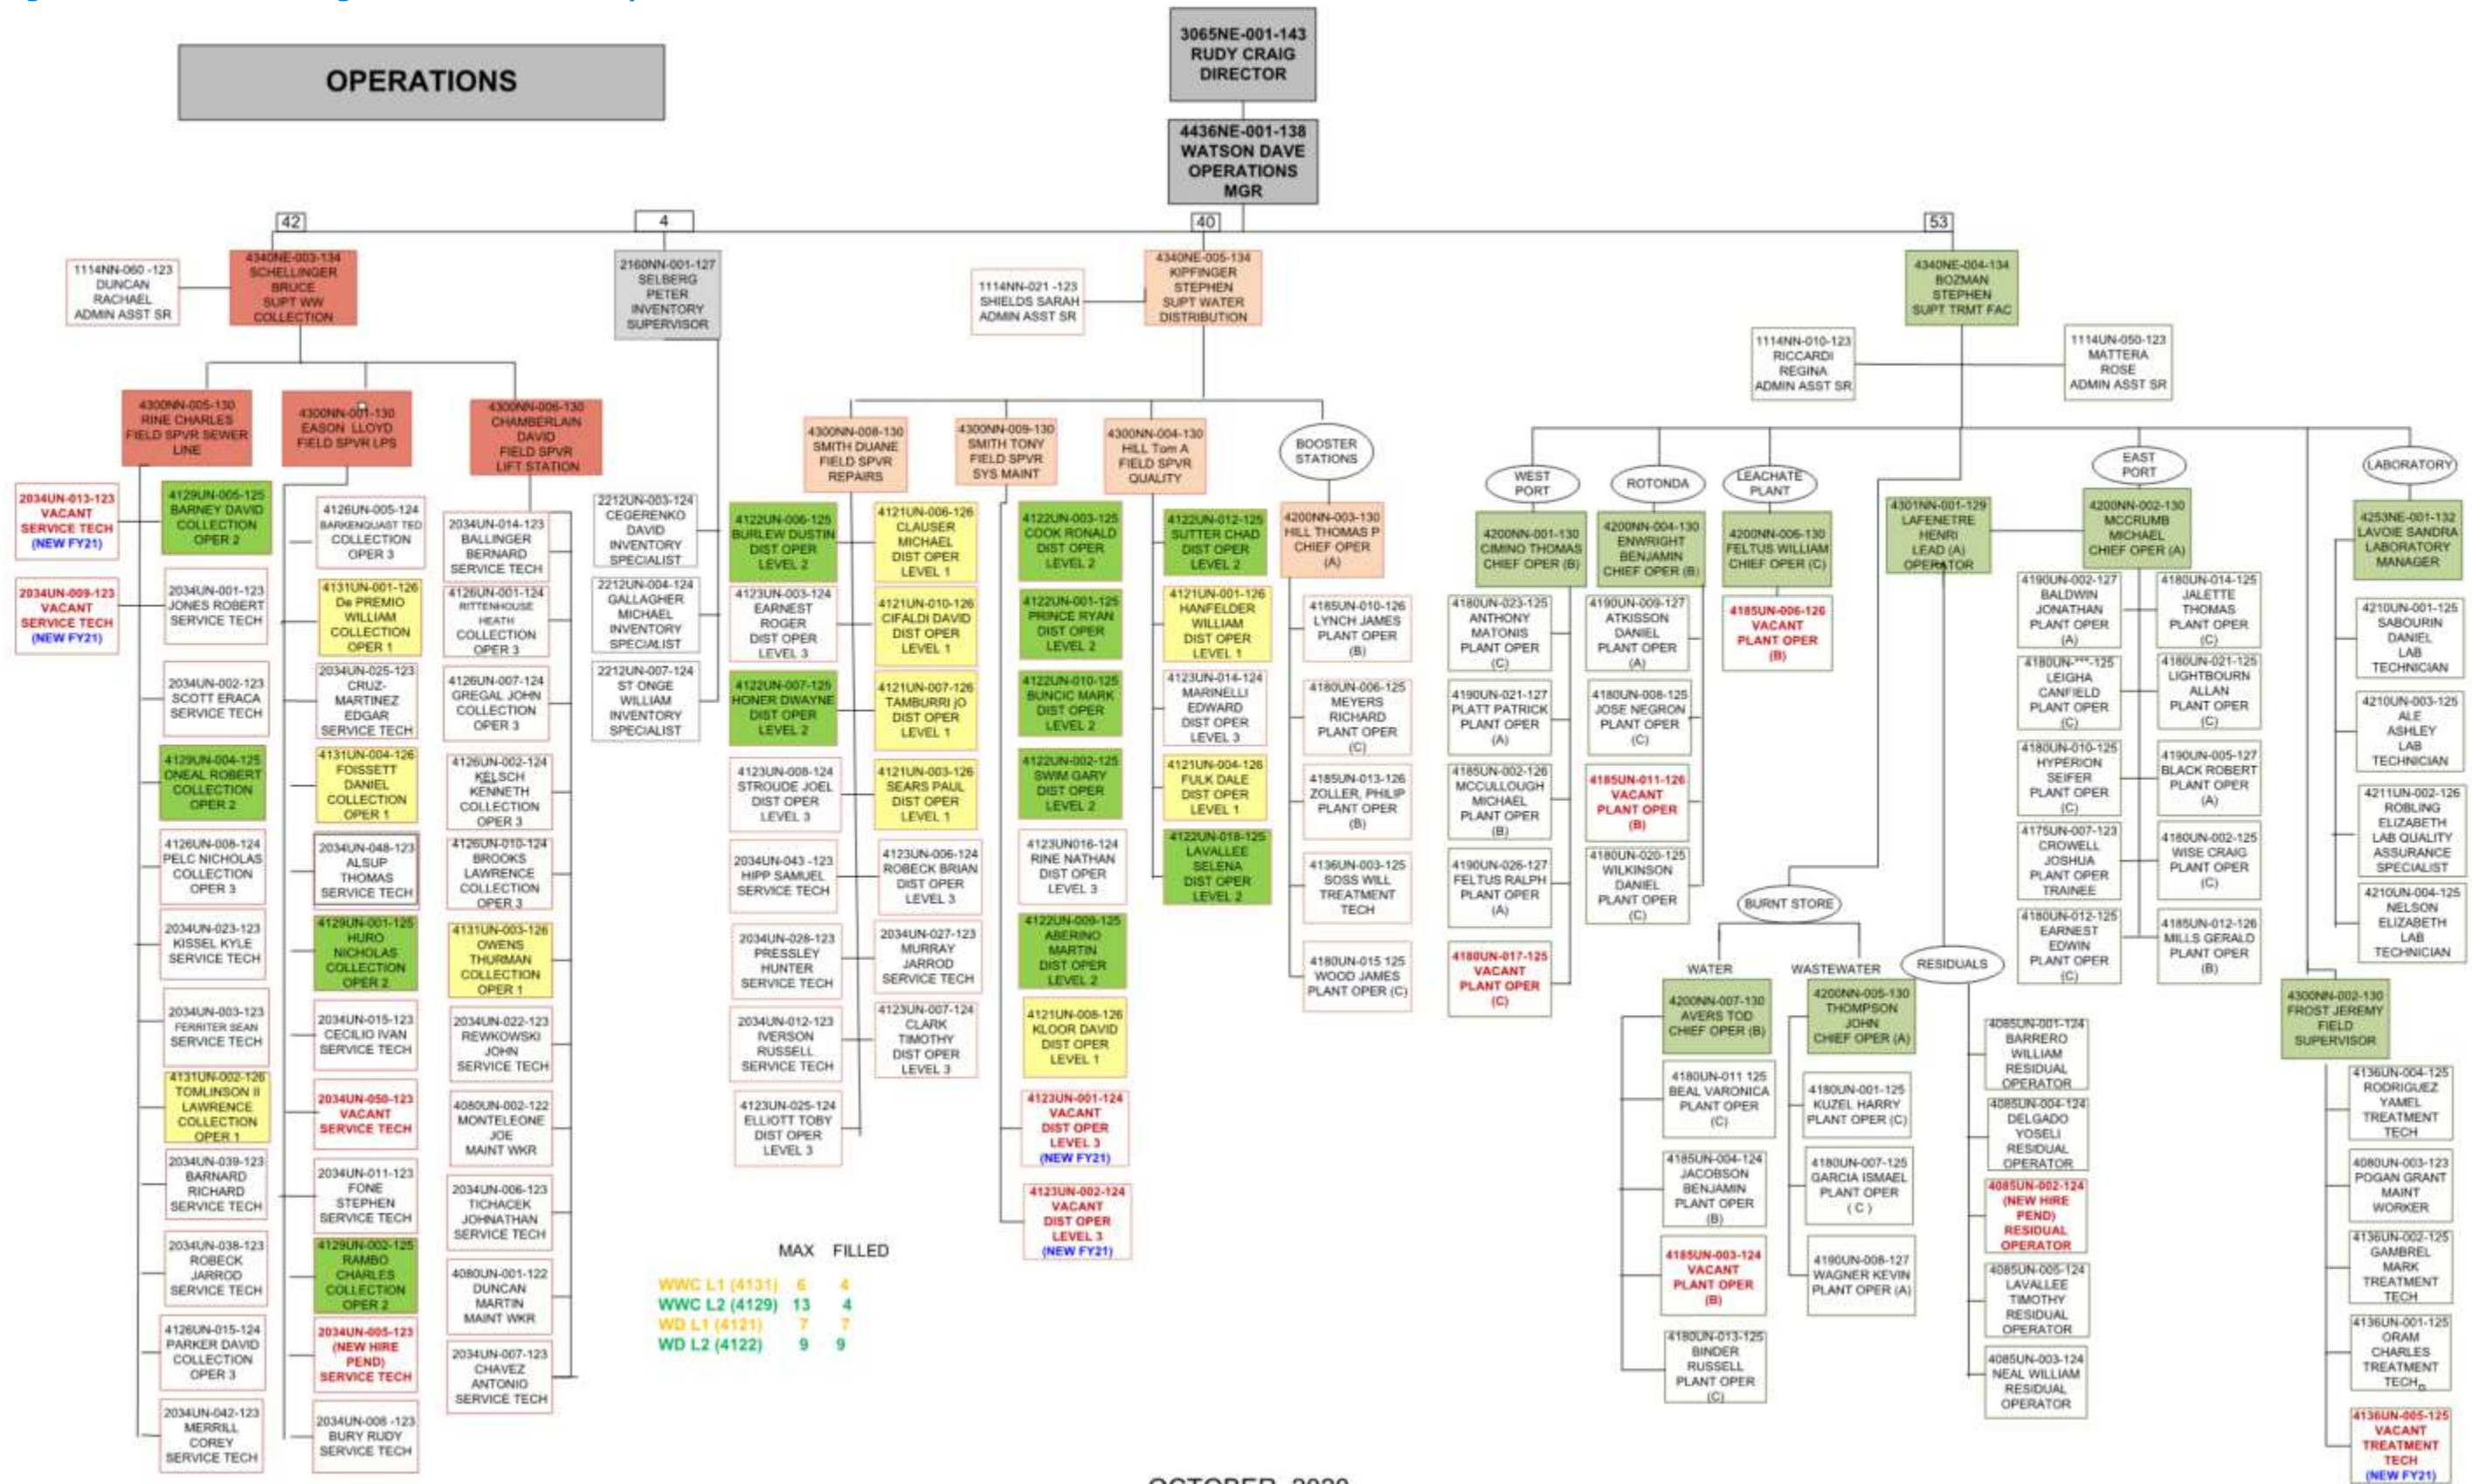 OPERATIONS
3065NE-001-143
RUDY CRAIG
DIRECTOR
4436NE-001-138
WATSON DAVE
OPERATIONS
MGR
42
4
40
53
1114NN-060 -123
DUNCAN
RACHAEL
ADMIN ASST SR
4340NE-003-134
SCHELLINGER
BRUCE
SUPT WW
COLLECTION
2160NN-001-127
SELBERG
PETER
INVENTORY
SUPERVISOR
1114NN-021 -123
SHIELDS SARAH
ADMIN ASST SR
4340NE-005-134
KIPFINGER
STEPHEN
SUPT WATER
DISTRIBUTION
4340NE-004-134
BOZMAN
STEPHEN
SUPT TRMT FAC
1114NN-010-123
RICCARDI
REGINA
ADMIN ASST SR
1114UN-050-123
MATTERA
ROSE
ADMIN ASST SR
4300NN-005-130
RINE CHARLES
FIELD SPVR SEWER
LINE
2034UN-013-123
VACANT
SERVICE TECH
(NEW FY21)
2034UN-009-123
VACANT
SERVICE TECH
(NEW FY21)
4129UN-005-125
BARNEY DAVID
COLLECTION
OPER 2
2034UN-001-123
JONES ROBERT
SERVICE TECH
2034UN-002-123
SCOTT ERACA
SERVICE TECH
4129UN-004-125
ONEAL ROBERT
COLLECTION
OPER 2
4126UN-008-124
PELC NICHOLAS
COLLECTION
OPER 3
2034UN-023-123
KISSEL KYLE
SERVICE TECH
2034UN-003-123
FERRITER SEAN
SERVICE TECH
4131UN-002-126
TOMLINSON II
LAWRENCE
COLLECTION
OPER 1
2034UN-039-123
BARNARD
RICHARD
SERVICE TECH
2034UN-038-123
ROBECK
JARROD
SERVICE TECH
4126UN-015-124
PARKER DAVID
COLLECTION
OPER 3
2034UN-042-123
MERRILL
COREY
SERVICE TECH
4300NN-001-130
EASON LLOYD
FIELD SPVR LPS
4126UN-005-124
BARKENQUAST TED
COLLECTION
OPER 3
4131UN-001-126
De PREMIO
WILLIAM
COLLECTION
OPER 1
2034UN-025-123
CRUZ-
MARTINEZ
EDGAR
SERVICE TECH
4131UN-004-126
FOISSETT
DANIEL
COLLECTION
OPER 1
2034UN-048-123
ALSUP
THOMAS
SERVICE TECH
4129UN-001-125
HURO
NICHOLAS
COLLECTION
OPER 2
2034UN-015-123
CECILIO IVAN
SERVICE TECH
2034UN-050-123
VACANT
SERVICE TECH
2034UN-011-123
FONE
STEPHEN
SERVICE TECH
4129UN-002-125
RAMBO
CHARLES
COLLECTION
OPER 2
2034UN-005-123
(NEW HIRE
PEND)
SERVICE TECH
2034UN-008 -123
BURY RUDY
SERVICE TECH
4300NN-006-130
CHAMBERLAIN
DAVID
FIELD SPVR
LIFT STATION
2034UN-014-123
BALLINGER
BERNARD
SERVICE TECH
4126UN-001-124
RITTENHOUSE
HEATH
COLLECTION
OPER 3
4126UN-007-124
GREGAL JOHN
COLLECTION
OPER 3
4126UN-002-124
KELSCH
KENNETH
COLLECTION
OPER 3
4126UN-010-124
BROOKS
LAWRENCE
COLLECTION
OPER 3
4131UN-003-126
OWENS
THURMAN
COLLECTION
OPER 1
2034UN-022-123
REWKOWSKI
JOHN
SERVICE TECH
4080UN-002-122
MONTELEONE
JOE
MAINT WKR
2034UN-006-123
TICHACEK
JOHNATHAN
SERVICE TECH
4080UN-001-122
DUNCAN
MARTIN
MAINT WKR
2034UN-007-123
CHAVEZ
ANTONIO
SERVICE TECH
2212UN-003-124
CEGERENKO
DAVID
INVENTORY
SPECIALIST
2212UN-004-124
GALLAGHER
MICHAEL
INVENTORY
SPECIALIST
2212UN-007-124
ST ONGE
WILLIAM
INVENTORY
SPECIALIST
4300NN-008-130
SMITH DUANE
FIELD SPVR
REPAIRS
4122UN-006-125
BURLEW DUSTIN
DIST OPER
LEVEL 2
4123UN-003-124
EARNEST
ROGER
DIST OPER
LEVEL 3
4122UN-007-125
HONER DWAYNE
DIST OPER
LEVEL 2
4123UN-008-124
STROUDE JOEL
DIST OPER
LEVEL 3
2034UN-043 -123
HIPP SAMUEL
SERVICE TECH
2034UN-028-123
PRESSLEY
HUNTER
SERVICE TECH
2034UN-012-123
IVERSON
RUSSELL
SERVICE TECH
4123UN-025-124
ELLIOTT TOBY
DIST OPER
LEVEL 3
4121UN-006-126
CLAUSER
MICHAEL
DIST OPER
LEVEL 1
4121UN-010-126
CIFALDI DAVID
DIST OPER
LEVEL 1
4121UN-007-126
TAMBURRI jO
DIST OPER
LEVEL 1
4121UN-003-126
SEARS PAUL
DIST OPER
LEVEL 1
4123UN-006-124
ROBECK BRIAN
DIST OPER
LEVEL 3
2034UN-027-123
MURRAY
JARROD
SERVICE TECH
4123UN-007-124
CLARK
TIMOTHY
DIST OPER
LEVEL 3
4300NN-009-130
SMITH TONY
FIELD SPVR
SYS MAINT
4122UN-003-125
COOK RONALD
DIST OPER
LEVEL 2
4122UN-001-125
PRINCE RYAN
DIST OPER
LEVEL 2
4122UN-010-125
BUNCIC MARK
DIST OPER
LEVEL 2
4122UN-002-125
SWIM GARY
DIST OPER
LEVEL 2
4123UN016-124
RINE NATHAN
DIST OPER
LEVEL 3
4122UN-009-125
ABERINO
MARTIN
DIST OPER
LEVEL 2
4121UN-008-126
KLOOR DAVID
DIST OPER
LEVEL 1
4123UN-001-124
VACANT
DIST OPER
LEVEL 3
(NEW FY21)
4123UN-002-124
VACANT
DIST OPER
LEVEL 3
(NEW FY21)
4300NN-004-130
HILL Tom A
FIELD SPVR
QUALITY
4122UN-012-125
SUTTER CHAD
DIST OPER
LEVEL 2
4121UN-001-126
HANFELDER
WILLIAM
DIST OPER
LEVEL 1
4123UN-014-124
MARINELLI
EDWARD
DIST OPER
LEVEL 3
4121UN-004-126
FULK DALE
DIST OPER
LEVEL 1
4122UN-018-125
LAVALLEE
SELENA
DIST OPER
LEVEL 2
BOOSTER
STATIONS
4200NN-003-130
HILL THOMAS P
CHIEF OPER
(A)
4185UN-010-126
LYNCH JAMES
PLANT OPER
(B)
4180UN-006-125
MEYERS
RICHARD
PLANT OPER
(C)
4185UN-013-126
ZOLLER, PHILIP
PLANT OPER
(B)
4136UN-003-125
SOSS WILL
TREATMENT
TECH
4180UN-015 125
WOOD JAMES
PLANT OPER (C)
WEST
PORT
4200NN-001-130
CIMINO THOMAS
CHIEF OPER (B)
4180UN-023-125
ANTHONY
MATONIS
PLANT OPER
(C)
4190UN-021-127
PLATT PATRICK
PLANT OPER
(A)
4185UN-002-126
MCCULLOUGH
MICHAEL
PLANT OPER
(B)
4190UN-026-127
FELTUS RALPH
PLANT OPER
(A)
4180UN-017-125
VACANT
PLANT OPER
(C)
ROTONDA
4200NN-004-130
ENWRIGHT
BENJAMIN
CHIEF OPER (B)
4190UN-009-127
ATKISSON
DANIEL
PLANT OPER
(A)
4180UN-008-125
JOSE NEGRON
PLANT OPER
(C)
4185UN-011-126
VACANT
PLANT OPER
(B)
4180UN-020-125
WILKINSON
DANIEL
PLANT OPER
(C)
LEACHATE
PLANT
4200NN-006-130
FELTUS WILLIAM
CHIEF OPER (C)
4185UN-006-126
VACANT
PLANT OPER
(B)
4301NN-001-129
LAFENETRE
HENRI
LEAD (A)
OPERATOR
EAST
PORT
4200NN-002-130
MCCRUMB
MICHAEL
CHIEF OPER (A)
4190UN-002-127
BALDWIN
JONATHAN
PLANT OPER
(A)
4180UN-***-125
LEIGHA
CANFIELD
PLANT OPER
(C)
4180UN-010-125
HYPERION
SEIFER
PLANT OPER
(C)
4175UN-007-123
CROWELL
JOSHUA
PLANT OPER
TRAINEE
4180UN-012-125
EARNEST
EDWIN
PLANT OPER
(C)
4180UN-014-125
JALETTE
THOMAS
PLANT OPER
(C)
4180UN-021-125
LIGHTBOURN
ALLAN
PLANT OPER
(C)
4190UN-005-127
BLACK ROBERT
PLANT OPER
(A)
4180UN-002-125
WISE CRAIG
PLANT OPER
(C)
4185UN-012-126
MILLS GERALD
PLANT OPER
(B)
LABORATORY
4253NE-001-132
LAVOIE SANDRA
LABORATORY
MANAGER
4210UN-001-125
SABOURIN
DANIEL
LAB
TECHNICIAN
4210UN-003-125
ALE
ASHLEY
LAB
TECHNICIAN
4211UN-002-126
ROBLING
ELIZABETH
LAB QUALITY
ASSURANCE
SPECIALIST
4210UN-004-125
NELSON
ELIZABETH
LAB
TECHNICIAN
BURNT STORE
WATER
4200NN-007-130
AVERS TOD
CHIEF OPER (B)
4180UN-011 125
BEAL VARONICA
PLANT OPER
(C)
4185UN-004-124
JACOBSON
BENJAMIN
PLANT OPER
(B)
4185UN-003-124
VACANT
PLANT OPER
(B)
4180UN-013-125
BINDER
RUSSELL
PLANT OPER
(C)
WASTEWATER
4200NN-005-130
THOMPSON
JOHN
CHIEF OPER (A)
4180UN-001-125
KUZEL HARRY
PLANT OPER (C)
4180UN-007-125
GARCIA ISMAEL
PLANT OPER
( C )
4190UN-008-127
WAGNER KEVIN
PLANT OPER (A)
RESIDUALS
4085UN-001-124
BARRERO
WILLIAM
RESIDUAL
OPERATOR
4085UN-004-124
DELGADO
YOSELI
RESIDUAL
OPERATOR
4085UN-002-124
(NEW HIRE
PEND)
RESIDUAL
OPERATOR
4085UN-005-124
LAVALLEE
TIMOTHY
RESIDUAL
OPERATOR
4085UN-003-124
NEAL WILLIAM
RESIDUAL
OPERATOR
4300NN-002-130
FROST JEREMY
FIELD
SUPERVISOR
4136UN-004-125
RODRIGUEZ
YAMEL
TREATMENT
TECH
4080UN-003-123
POGAN GRANT
MAINT
WORKER
4136UN-002-125
GAMBREL
MARK
TREATMENT
TECH
4136UN-001-125
ORAM
CHARLES
TREATMENT
TECH
4136UN-005-125
VACANT
TREATMENT
TECH
(NEW FY21)
MAX FILLED
WWC L1 (4131) 6 4
WWC L2 (4129) 13 4
WD L1 (4121) 7 7
WD L2 (4122) 9 9
OCTOBER 2020